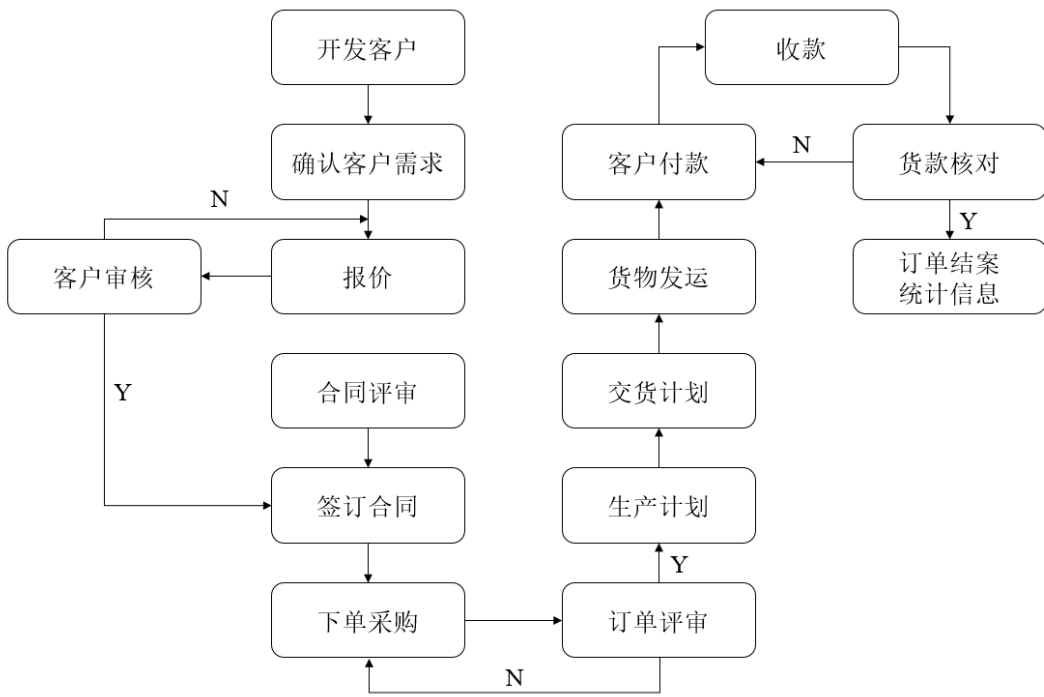 开发客户
确认客户需求
N
客户审核
报价
Y
合同评审
签订合同
下单采购
N
订单评审
Y
生产计划
交货计划
货物发运
客户付款
收款
N
货款核对
Y
订单结案
统计信息